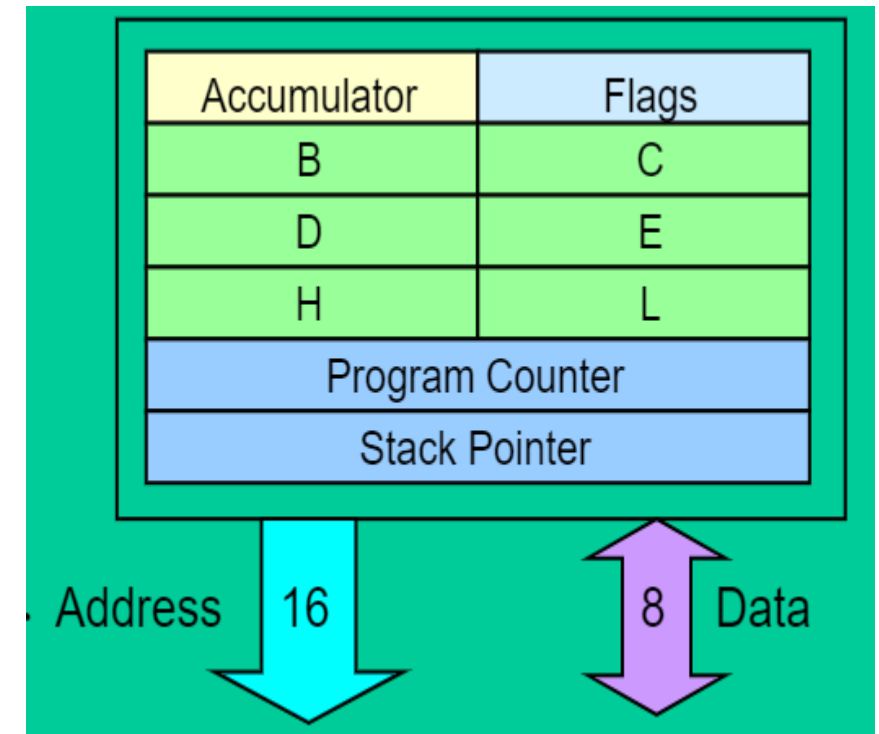 Accumulator Flags
B C
D E
H L
Program Counter
Stack Pointer
Address 16 8 Data